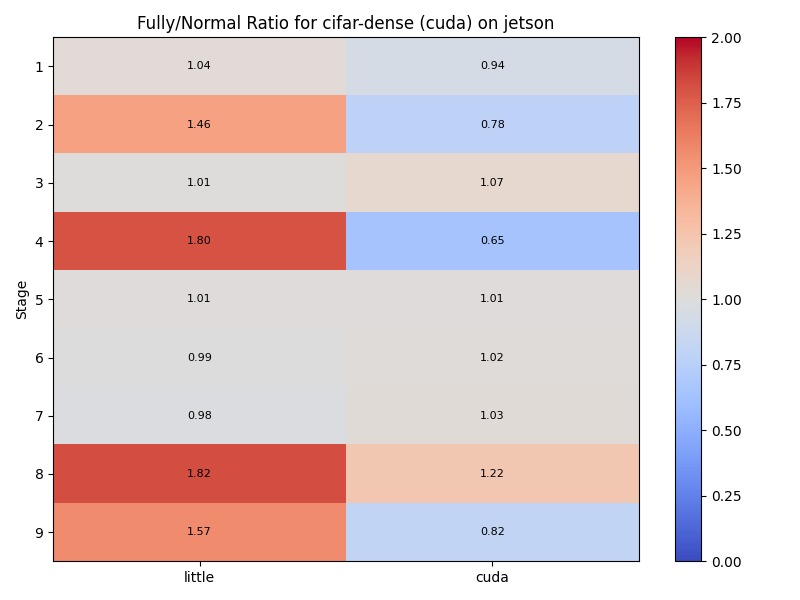 Fully/Normal Ratio for cifar-dense (cuda) on jetson
Stage
1 1.04 0.94
2 1.46 0.78
3 1.01 1.07
4 1.80 0.65
5 1.01 1.01
6 0.99 1.02
7 0.98 1.03
8 1.82 1.22
9 1.57 0.82
little cuda
2.00
1.75
1.50
1.25
1.00
0.75
0.50
0.25
0.00